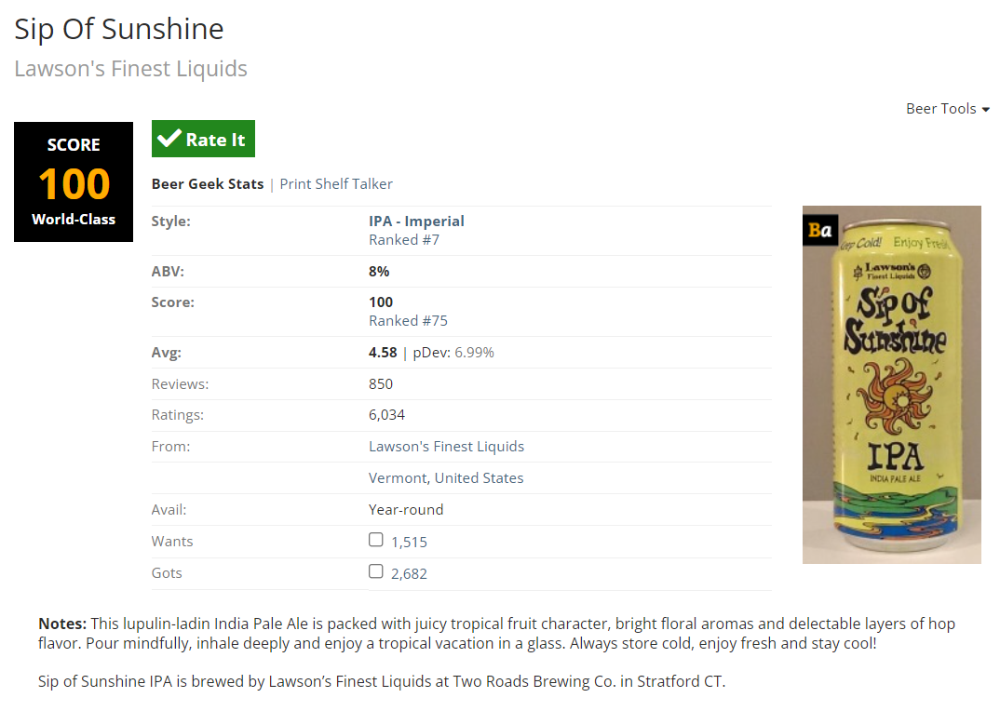 Sip Of Sunshine
Lawson's Finest Liquids
Beer Tools
SCORE
100
World-Class
Rate It
Beer Geek Stats | Print Shelf Talker
Style: IPA - Imperial
Ranked #7
ABV: 8%
Score: 100
Ranked #75
Avg: 4.58 | pDev: 6.99%
Reviews: 850
Ratings: 6,034
From: Lawson's Finest Liquids
Vermont, United States
Avail: Year-round
Wants 1,515
Gots 2,682
Ba
Cold! Enjoy
Lawson's
Finest Liquids
Sip of
Sunshine
IPA
INDIA PALE ALE
Notes: This lupulin-ladin India Pale Ale is packed with juicy tropical fruit character, bright floral aromas and delectable layers of hop
flavor. Pour mindfully, inhale deeply and enjoy a tropical vacation in a glass. Always store cold, enjoy fresh and stay cool!
Sip of Sunshine IPA is brewed by Lawson’s Finest Liquids at Two Roads Brewing Co. in Stratford CT.